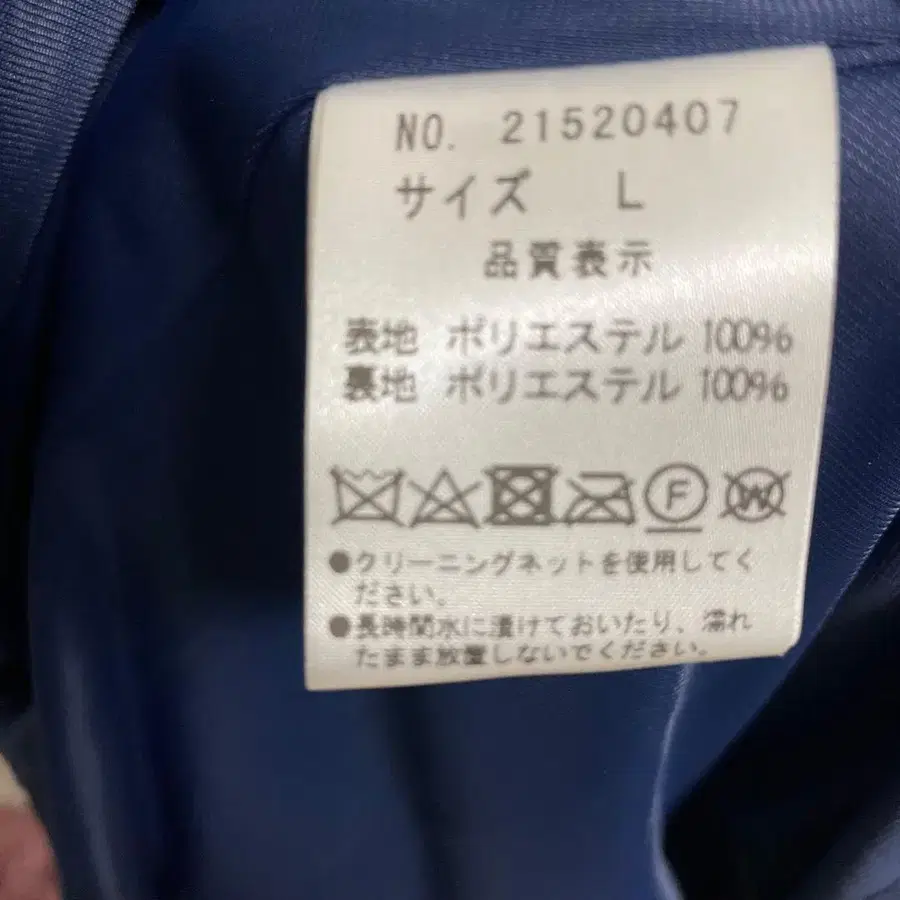 NO. 21520407
サイズ L
品質表示
表地 ポリエステル 100%
裏地 ポリエステル 100%
F W
●クリーニングネットを使用してく
ださい。
●長時間水に漬けておいたり、濡れ
たまま放置しないでください。